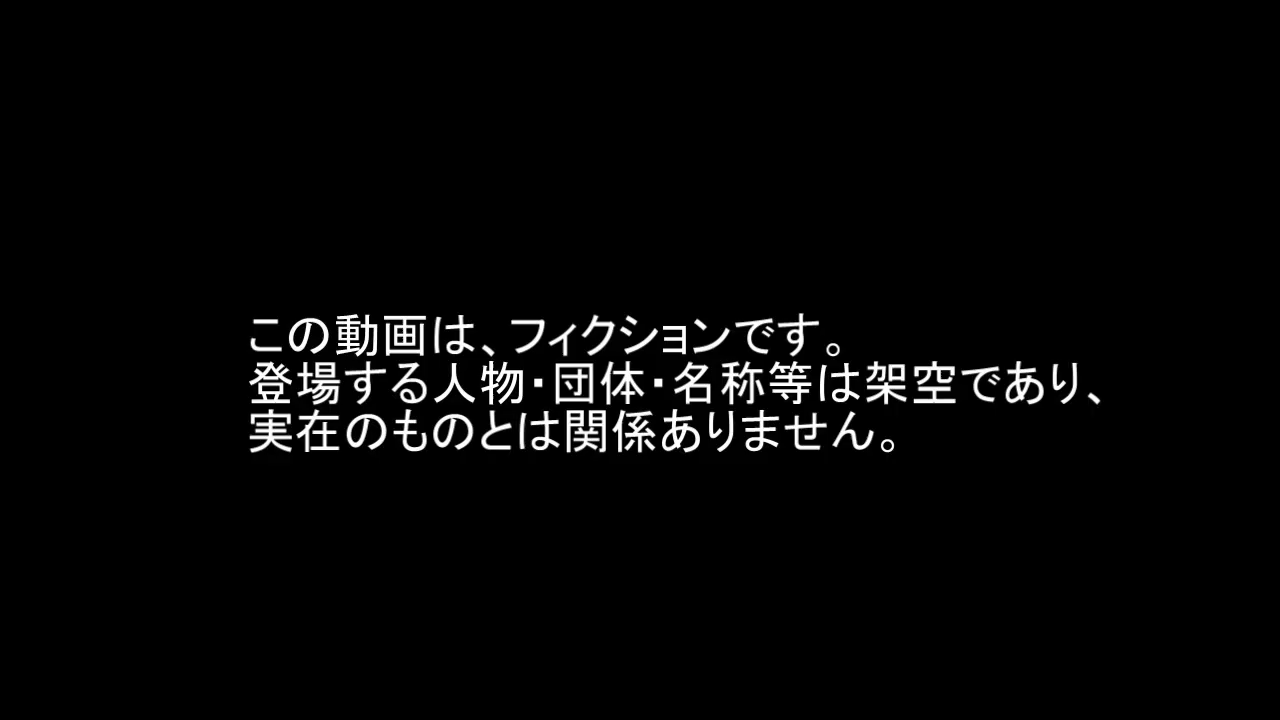 この動画は、フィクションです。
登場する人物・団体・名称等は架空であり、
実在のものとは関係ありません。